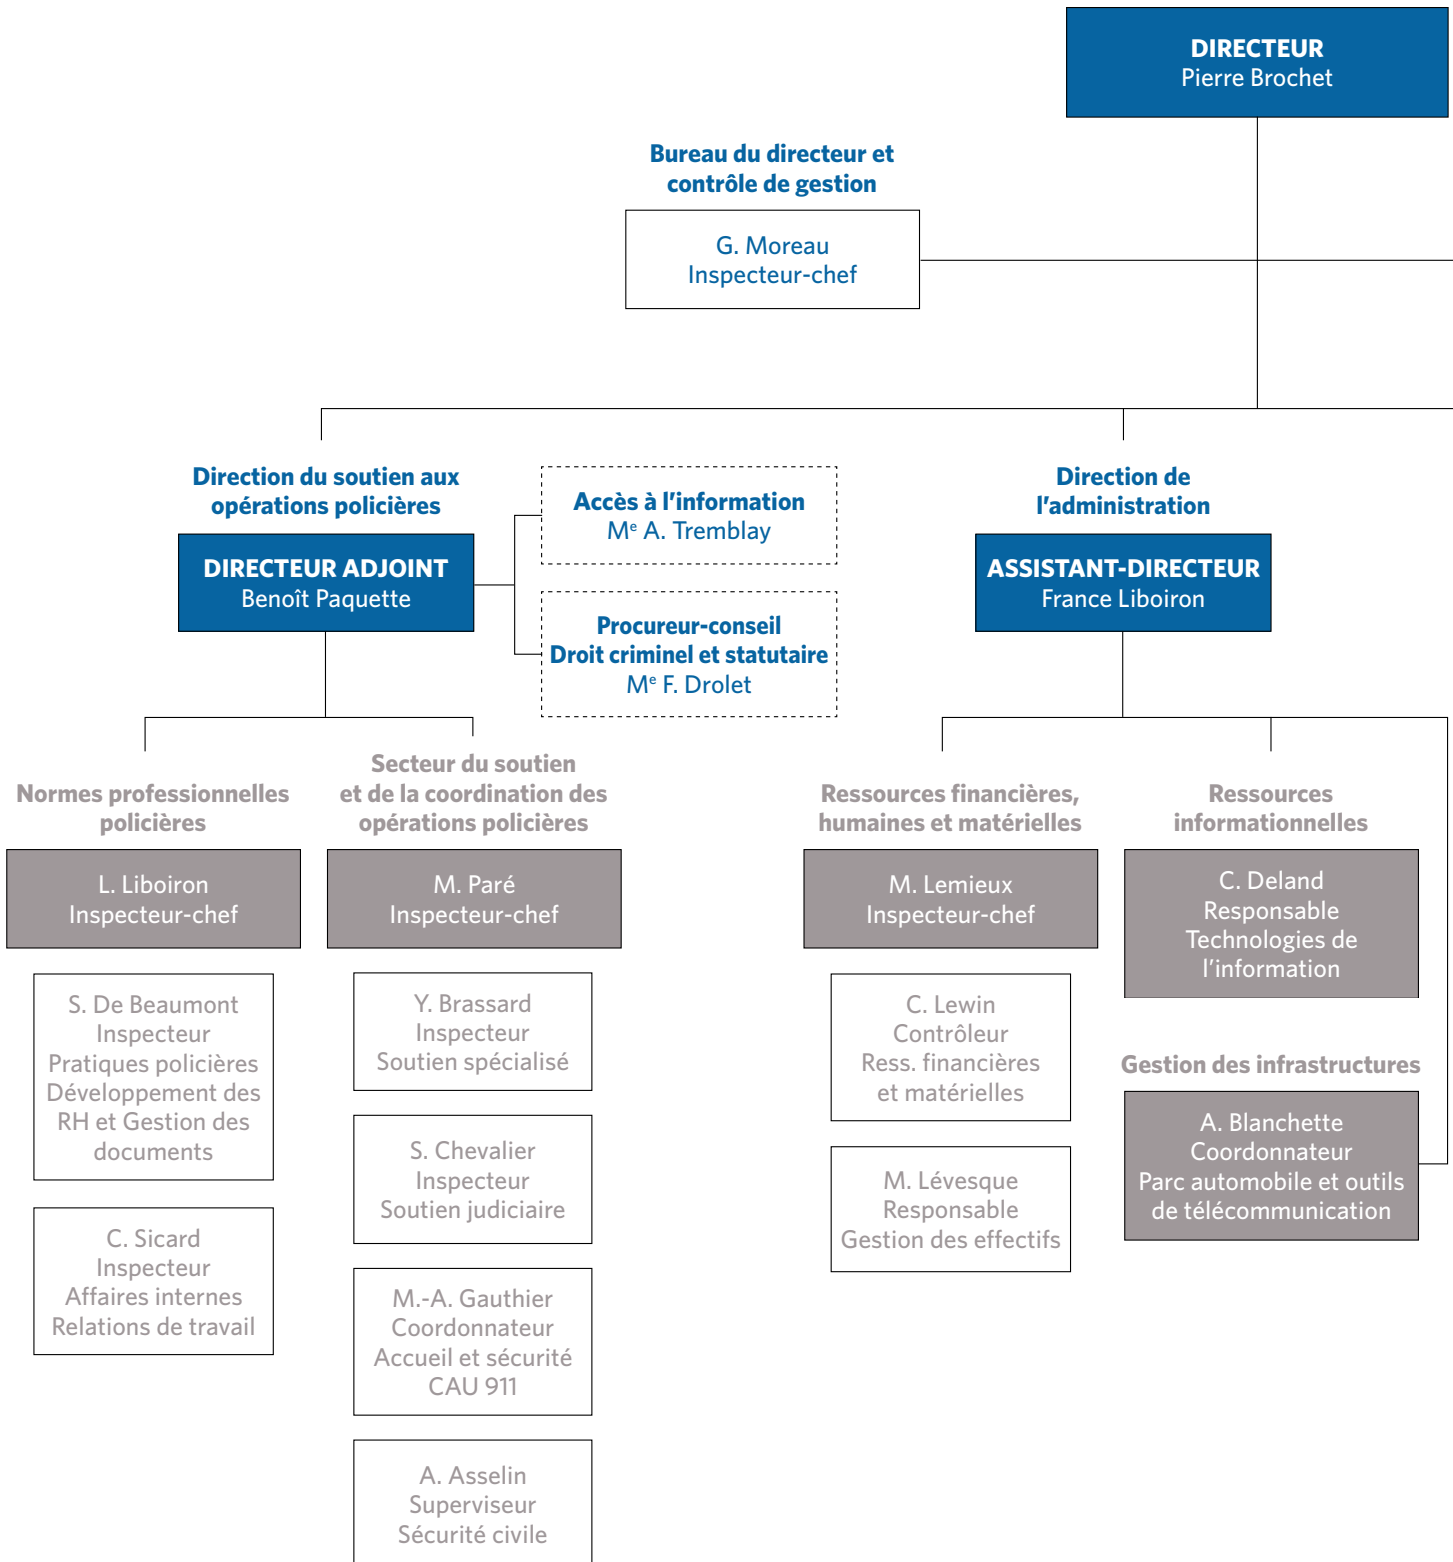 DIRECTEUR
Pierre Brochet
Bureau du directeur et
contrôle de gestion
G. Moreau
Inspecteur-chef
Direction du soutien aux
opérations policières
DIRECTEUR ADJOINT
Benoît Paquette
Accès à l'information
Mᵉ A. Tremblay
Procureur-conseil
Droit criminel et statutaire
Mᵉ F. Drolet
Direction de
l'administration
ASSISTANT-DIRECTEUR
France Liboiron
Normes professionnelles
policières
L. Liboiron
Inspecteur-chef
S. De Beaumont
Inspecteur
Pratiques policières
Développement des
RH et Gestion des
documents
C. Sicard
Inspecteur
Affaires internes
Relations de travail
Secteur du soutien
et de la coordination des
opérations policières
M. Paré
Inspecteur-chef
Y. Brassard
Inspecteur
Soutien spécialisé
S. Chevalier
Inspecteur
Soutien judiciaire
M.-A. Gauthier
Coordonnateur
Accueil et sécurité
CAU 911
A. Asselin
Superviseur
Sécurité civile
Ressources financières,
humaines et matérielles
M. Lemieux
Inspecteur-chef
C. Lewin
Contrôleur
Ress. financières
et matérielles
M. Lévesque
Responsable
Gestion des effectifs
Ressources
informationnelles
C. Deland
Responsable
Technologies de
l'information
Gestion des infrastructures
A. Blanchette
Coordonnateur
Parc automobile et outils
de télécommunication